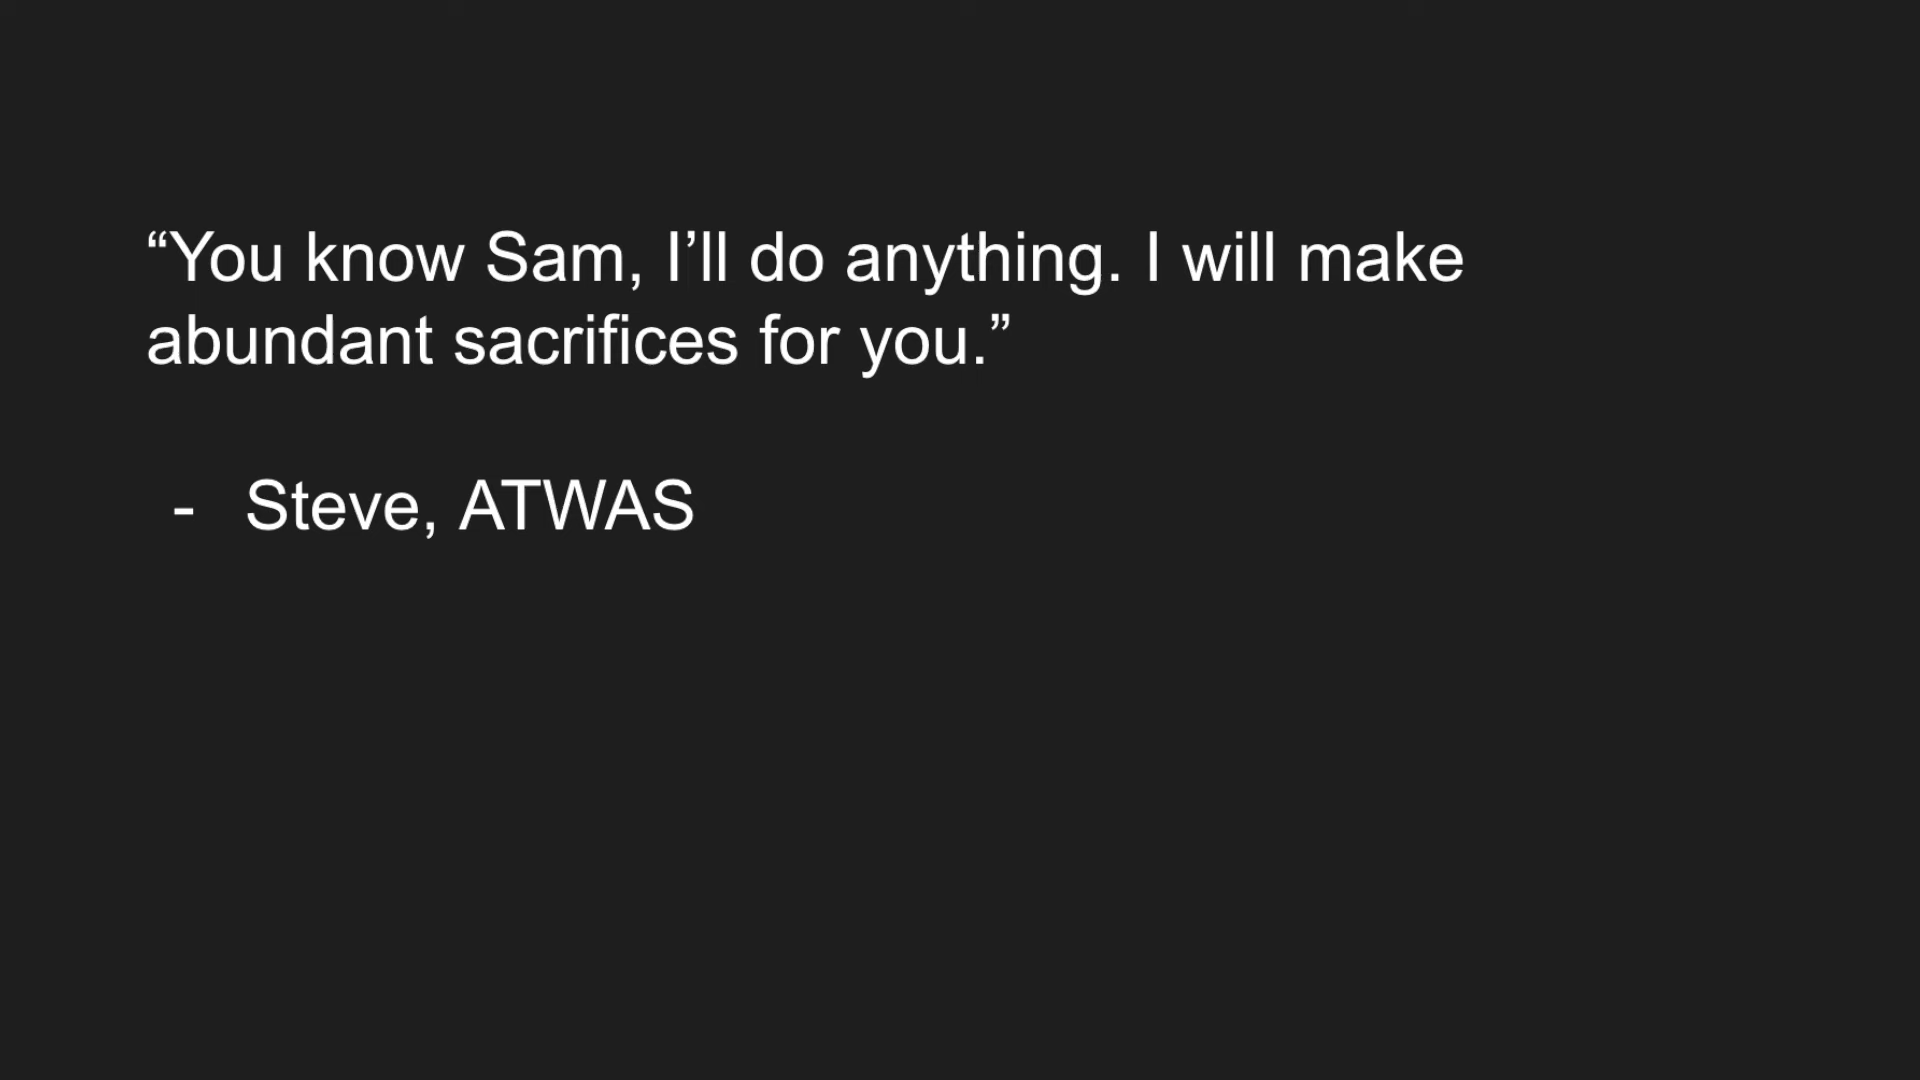 “You know Sam, I’ll do anything. I will make
abundant sacrifices for you.”
- Steve, ATWAS